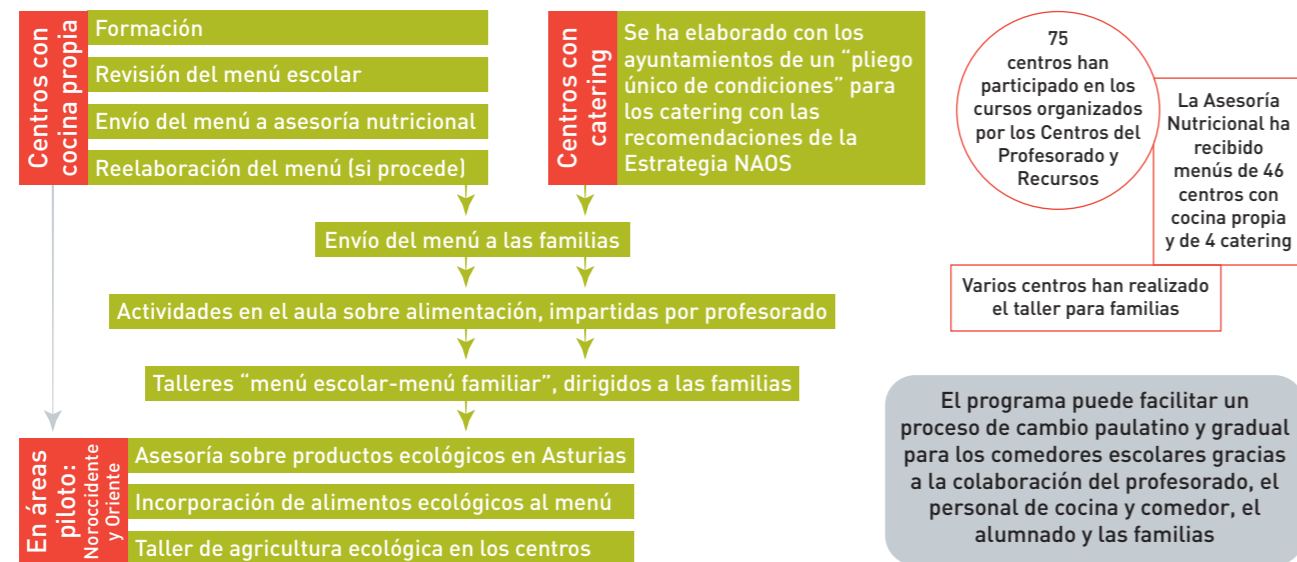 Centros con
cocina propia
Formación
Revisión del menú escolar
Envío del menú a asesoría nutricional
Reelaboración del menú (si procede)
Centros con
catering
Se ha elaborado con los
ayuntamientos de un “pliego
único de condiciones” para
los catering con las
recomendaciones de la
Estrategia NAOS
Envío del menú a las familias
Actividades en el aula sobre alimentación, impartidas por profesorado
Talleres “menú escolar-menú familiar”, dirigidos a las familias
En áreas
piloto:
Noroccidente
y Oriente
Asesoría sobre productos ecológicos en Asturias
Incorporación de alimentos ecológicos al menú
Taller de agricultura ecológica en los centros
75
centros han
participado en los
cursos organizados
por los Centros del
Profesorado y
Recursos
La Asesoría
Nutricional ha
recibido
menús de 46
centros con
cocina propia
y de 4 catering
Varios centros han realizado
el taller para familias
El programa puede facilitar un
proceso de cambio paulatino y gradual
para los comedores escolares gracias
a la colaboración del profesorado, el
personal de cocina y comedor, el
alumnado y las familias